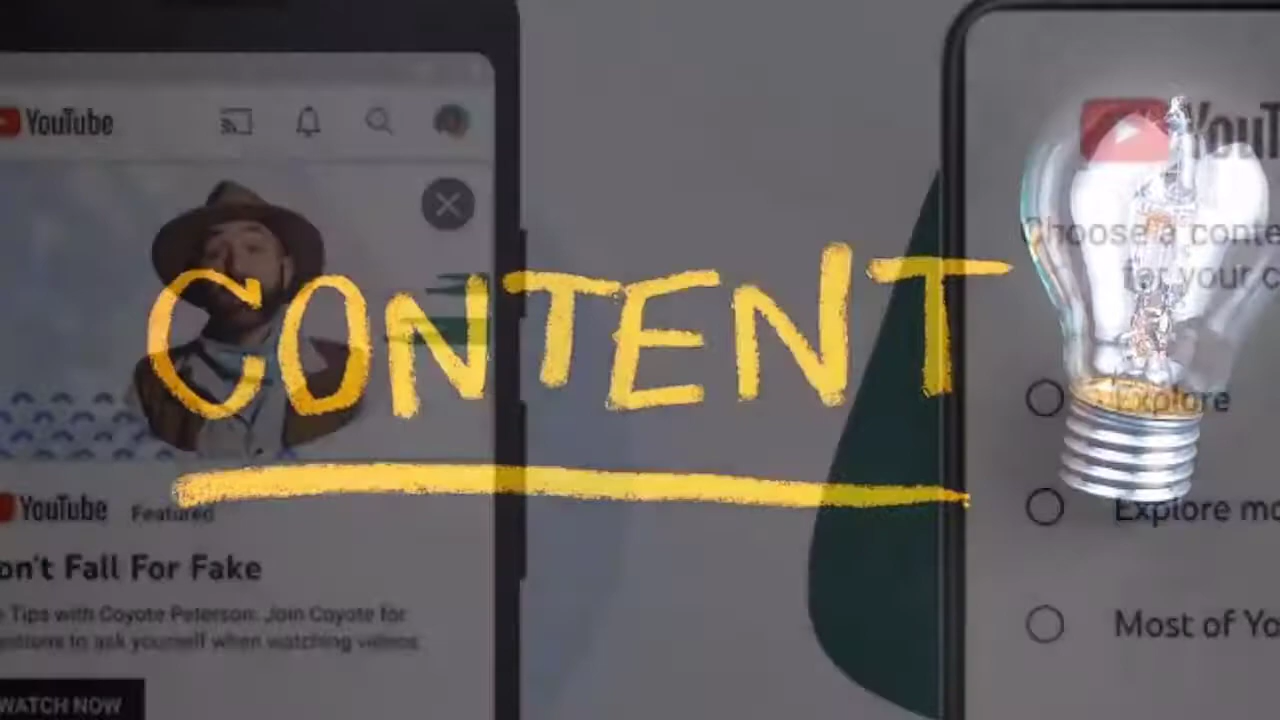 YouTube
CONTENT
YouTube Featured
on't Fall For Fake
Tips with Coyote Peterson: Join Coyote for
to ask yourself when watching videos
WATCH NOW
YouT
Choose a conte
for your c
Explore
Explore mo
Most of Yo